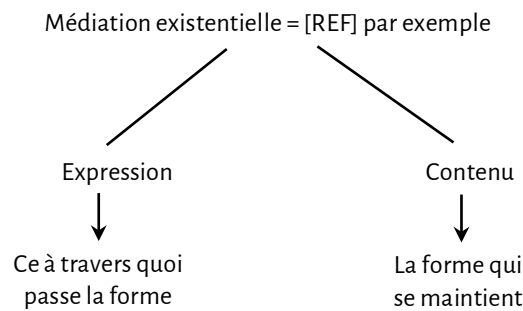 Médiation existentielle = [REF] par exemple
Expression
Contenu
Ce à travers quoi
passe la forme
La forme qui
se maintient